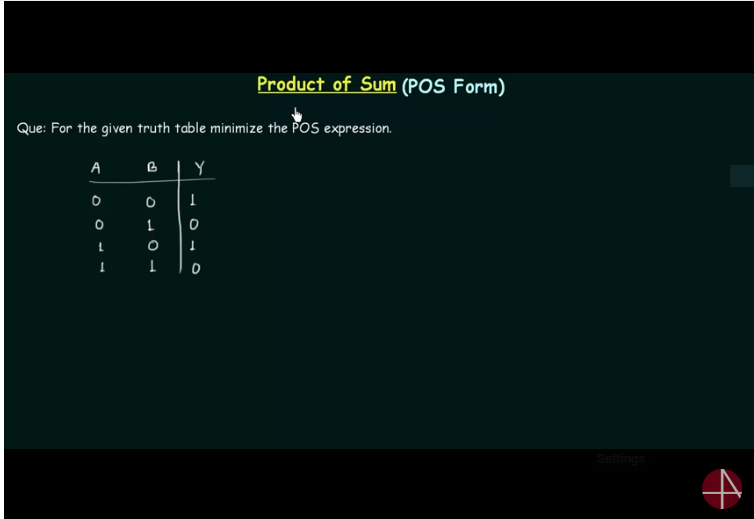 Product of Sum (POS Form)
Que: For the given truth table minimize the POS expression.
A B Y
0 0 1
0 1 0
1 0 1
1 1 0
Settings